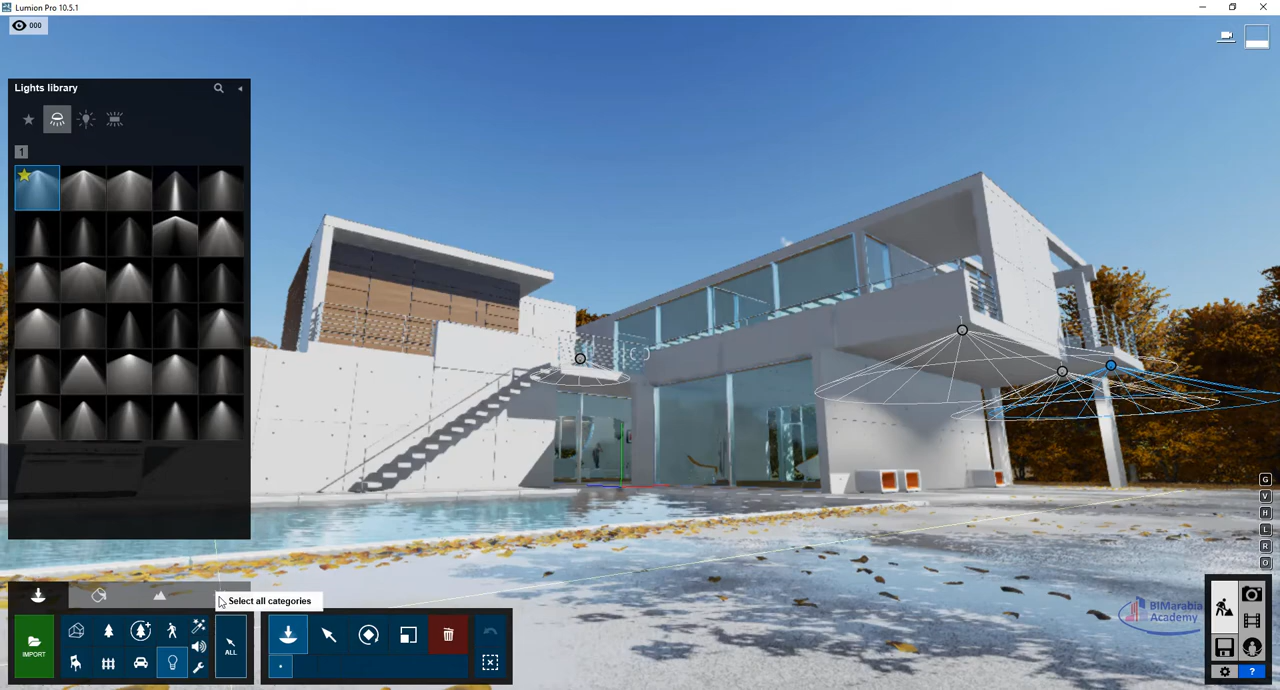 Lumion Pro 10.5.1
000
Lights library
1
Select all categories
IMPORT
ALL
G
V
H
L
R
O
BIMarabia
Academy
?